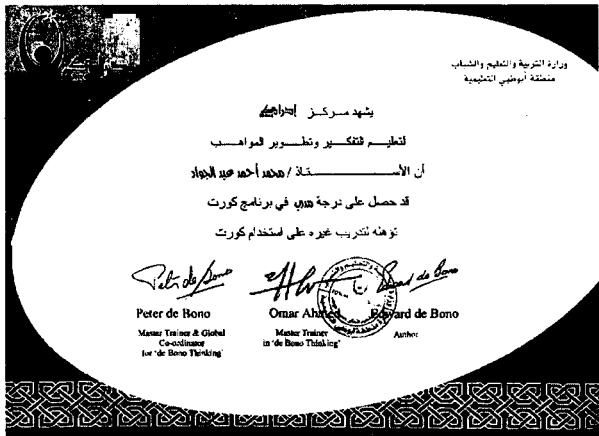 وزارة التربية والتعليم والشباب
منطقة أبوظبي التعليمية
يشهد مركز إدراك
لتعليم التفكير وتطوير المواهب
أن الأستاذ / محمد أحمد عبد الجواد
قد حصل على درجة مدرب في برنامج كورت
تؤهله لتدريب غيره على استخدام كورت
Peter de Bono Omar Ahmed Edward de Bono
Master Trainer & Global Master Trainer Author
Co-ordinator in 'de Bono Thinking'
for 'de Bono Thinking'